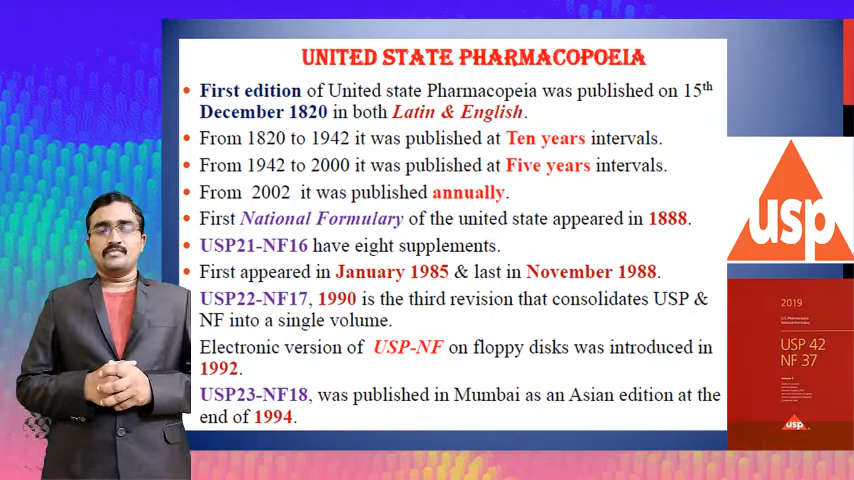 UNITED STATE PHARMACOPOEIA
First edition of United state Pharmacopeia was published on 15th
December 1820 in both Latin & English.
From 1820 to 1942 it was published at Ten years intervals.
From 1942 to 2000 it was published at Five years intervals.
From 2002 it was published annually.
First National Formulary of the united state appeared in 1888.
USP21-NF16 have eight supplements.
First appeared in January 1985 & last in November 1988.
USP22-NF17, 1990 is the third revision that consolidates USP &
NF into a single volume.
Electronic version of USP-NF on floppy disks was introduced in
1992.
USP23-NF18, was published in Mumbai as an Asian edition at the
end of 1994.
usp
2019
USP 42
NF 37
usp